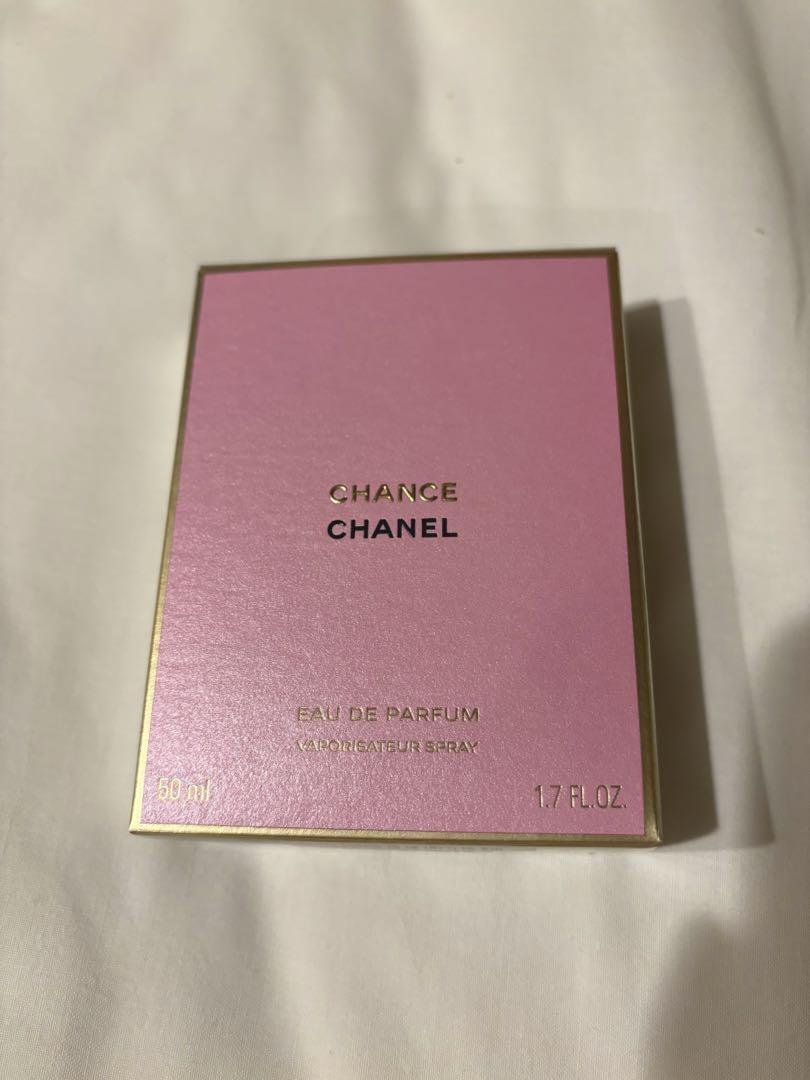 CHANCE
CHANEL
EAU DE PARFUM
VAPORISATEUR SPRAY
50 ml
1.7 FL.OZ.